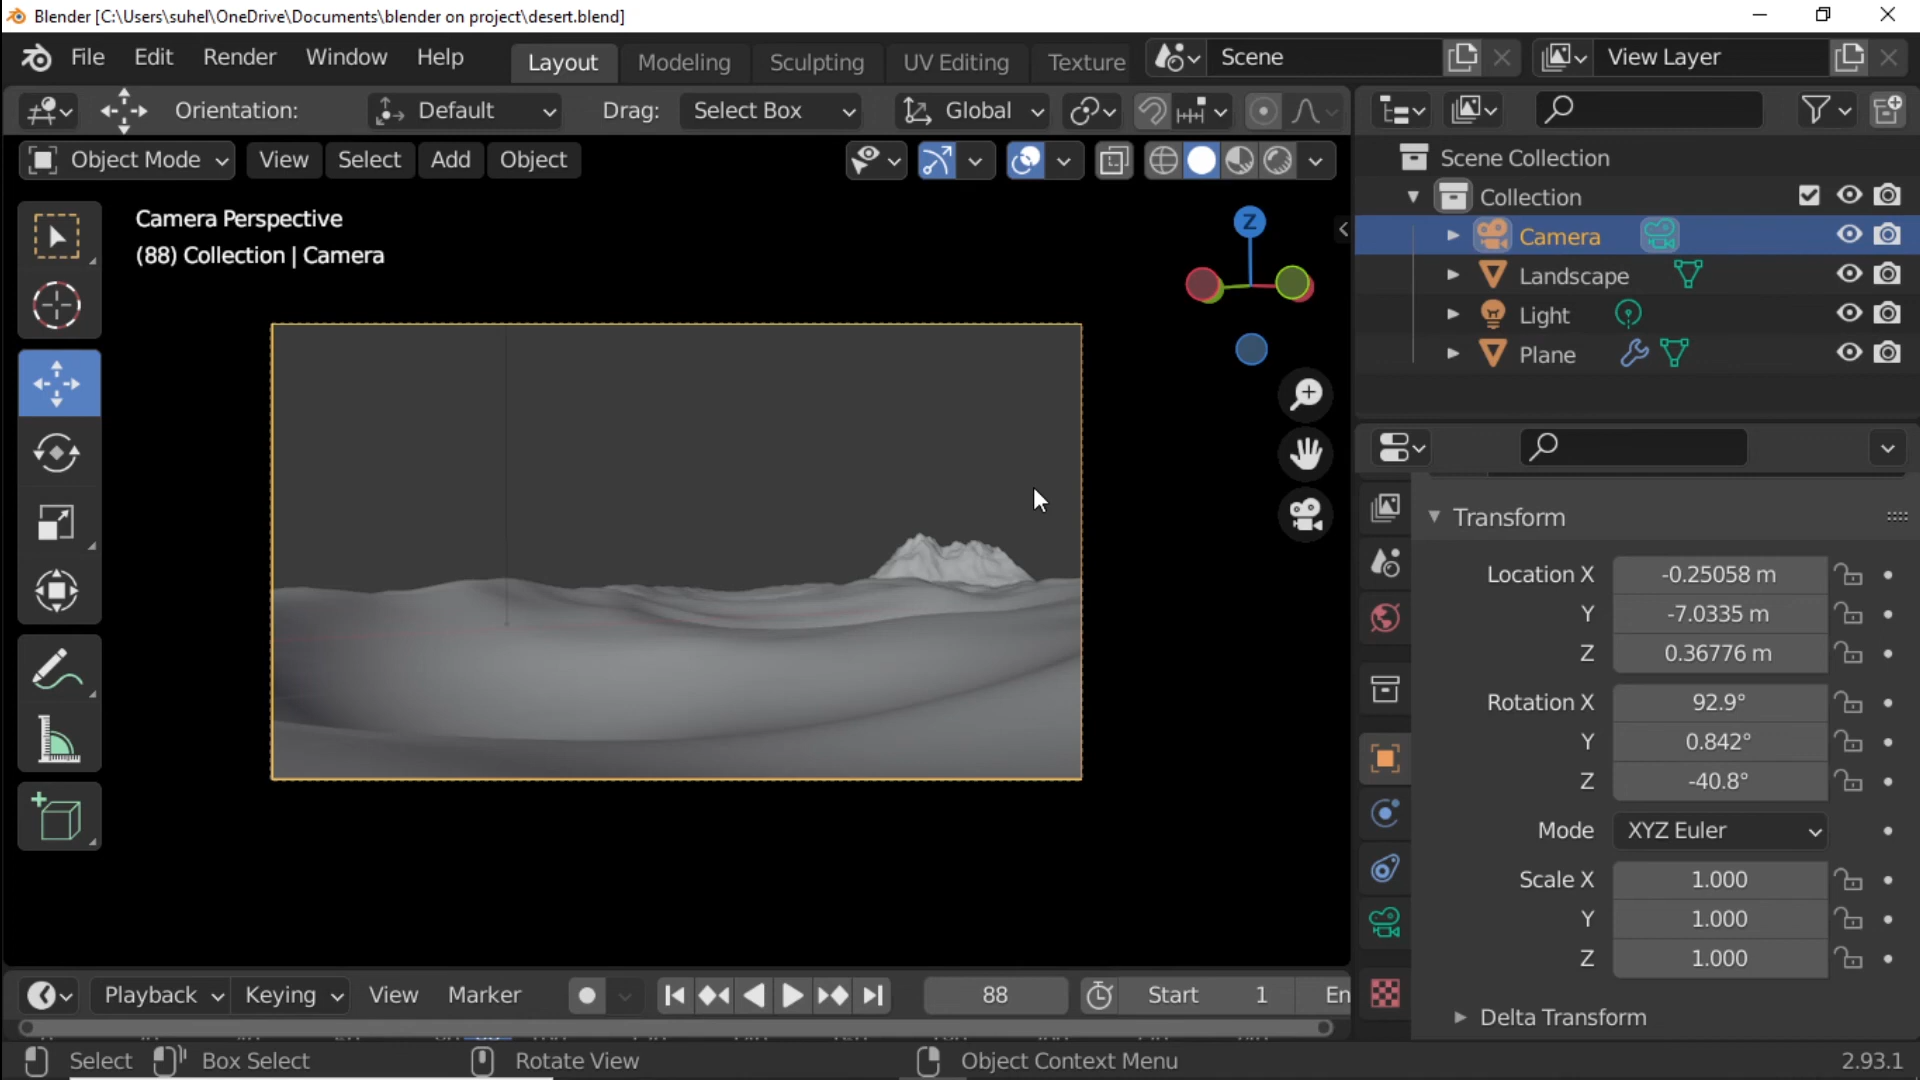 Blender [C:\Users\suhel\OneDrive\Documents\blender on project\desert.blend]
File Edit Render Window Help Layout Modeling Sculpting UV Editing Texture Scene View Layer
Orientation: Default Drag: Select Box Global
Object Mode View Select Add Object
Camera Perspective
(88) Collection | Camera
Z
Scene Collection
Collection
Camera
Landscape
Light
Plane
Transform
Location X -0.25058 m
Y -7.0335 m
Z 0.36776 m
Rotation X 92.9°
Y 0.842°
Z -40.8°
Mode XYZ Euler
Scale X 1.000
Y 1.000
Z 1.000
Delta Transform
Playback Keying View Marker 88 Start 1 En
Select Box Select Rotate View Object Context Menu 2.93.1